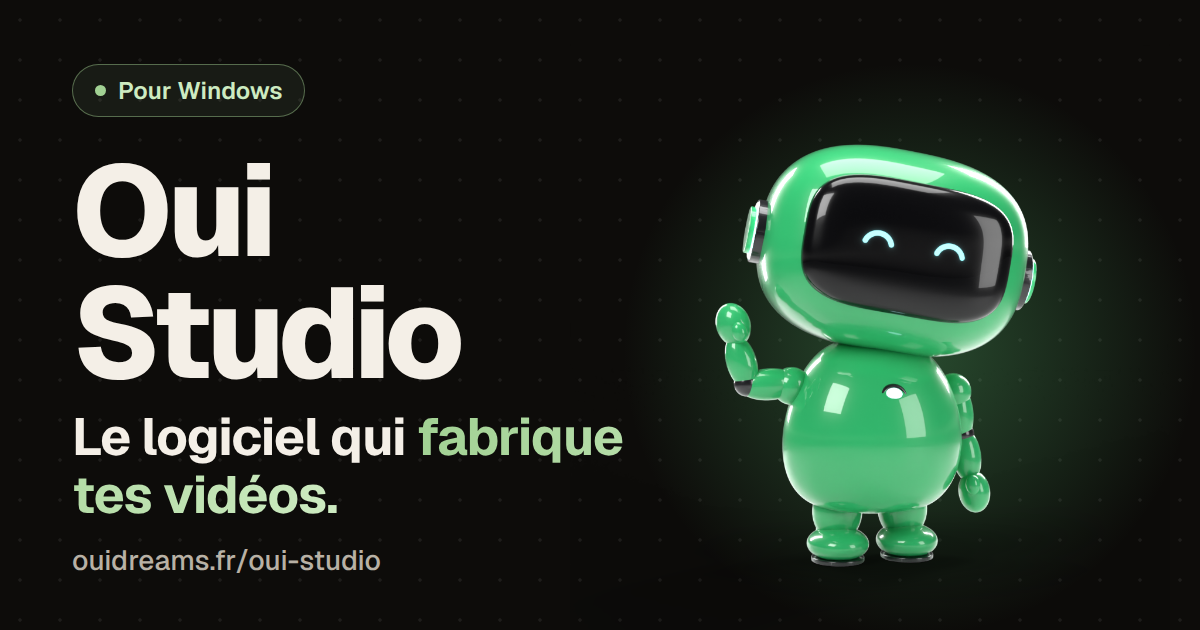 Pour Windows
Oui
Studio
Le logiciel qui fabrique
tes vidéos.
ouidreams.fr/oui-studio